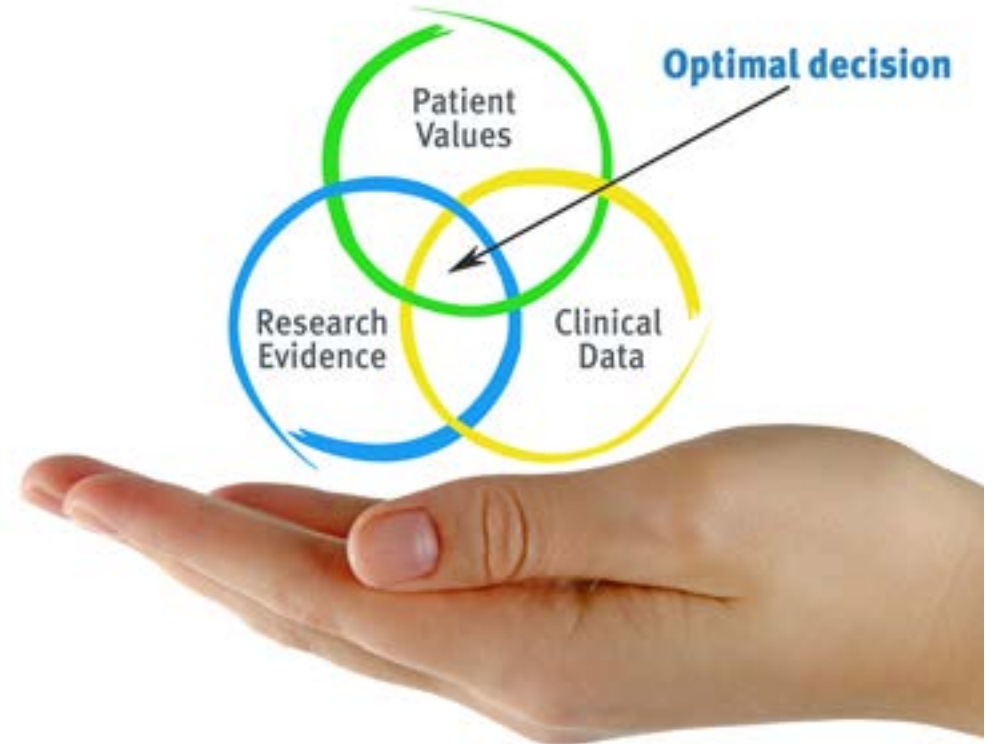 Optimal decision
Patient
Values
Research
Evidence
Clinical
Data